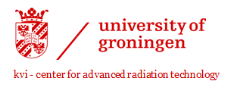 university of
groningen
kvi - center for advanced radiation technology